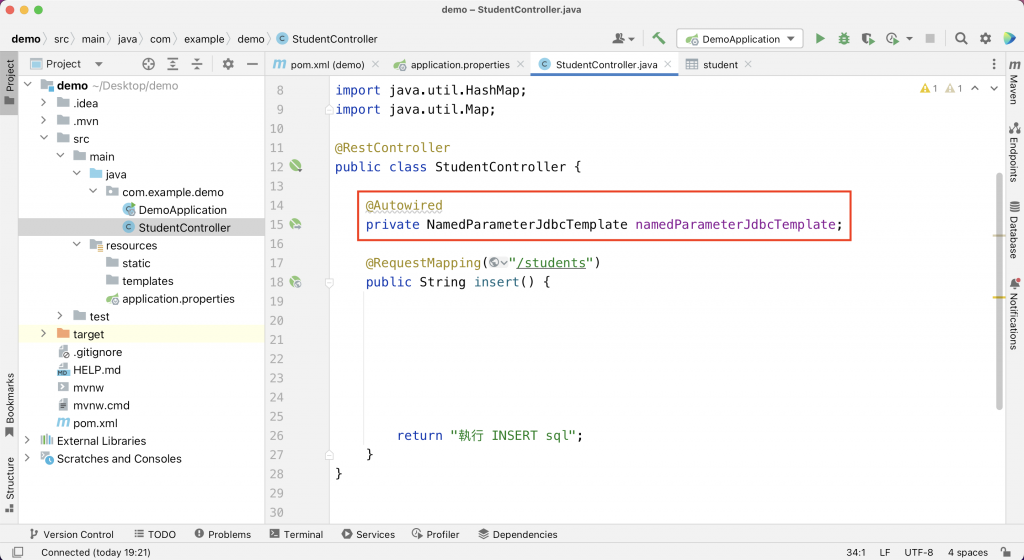 demo – StudentController.java
demo src main java com example demo StudentController
DemoApplication
Project
pom.xml (demo)
application.properties
StudentController.java
student
Project
Bookmarks
Structure
demo ~/Desktop/demo
.idea
.mvn
src
main
java
com.example.demo
DemoApplication
StudentController
resources
static
templates
application.properties
test
target
.gitignore
HELP.md
mvnw
mvnw.cmd
pom.xml
External Libraries
Scratches and Consoles
1 1
8 import java.util.HashMap;
9 import java.util.Map;
10
11 @RestController
12 public class StudentController {
13
14 @Autowired
15 private NamedParameterJdbcTemplate namedParameterJdbcTemplate;
16
17 @RequestMapping("/students")
18 public String insert() {
19
20
21
22
23
24
25
26 return "執行 INSERT sql";
27 }
28 }
29
30
Maven
Endpoints
Database
Notifications
Version Control
TODO
Problems
Terminal
Services
Profiler
Dependencies
Connected (today 19:21)
34:1 LF UTF-8 4 spaces